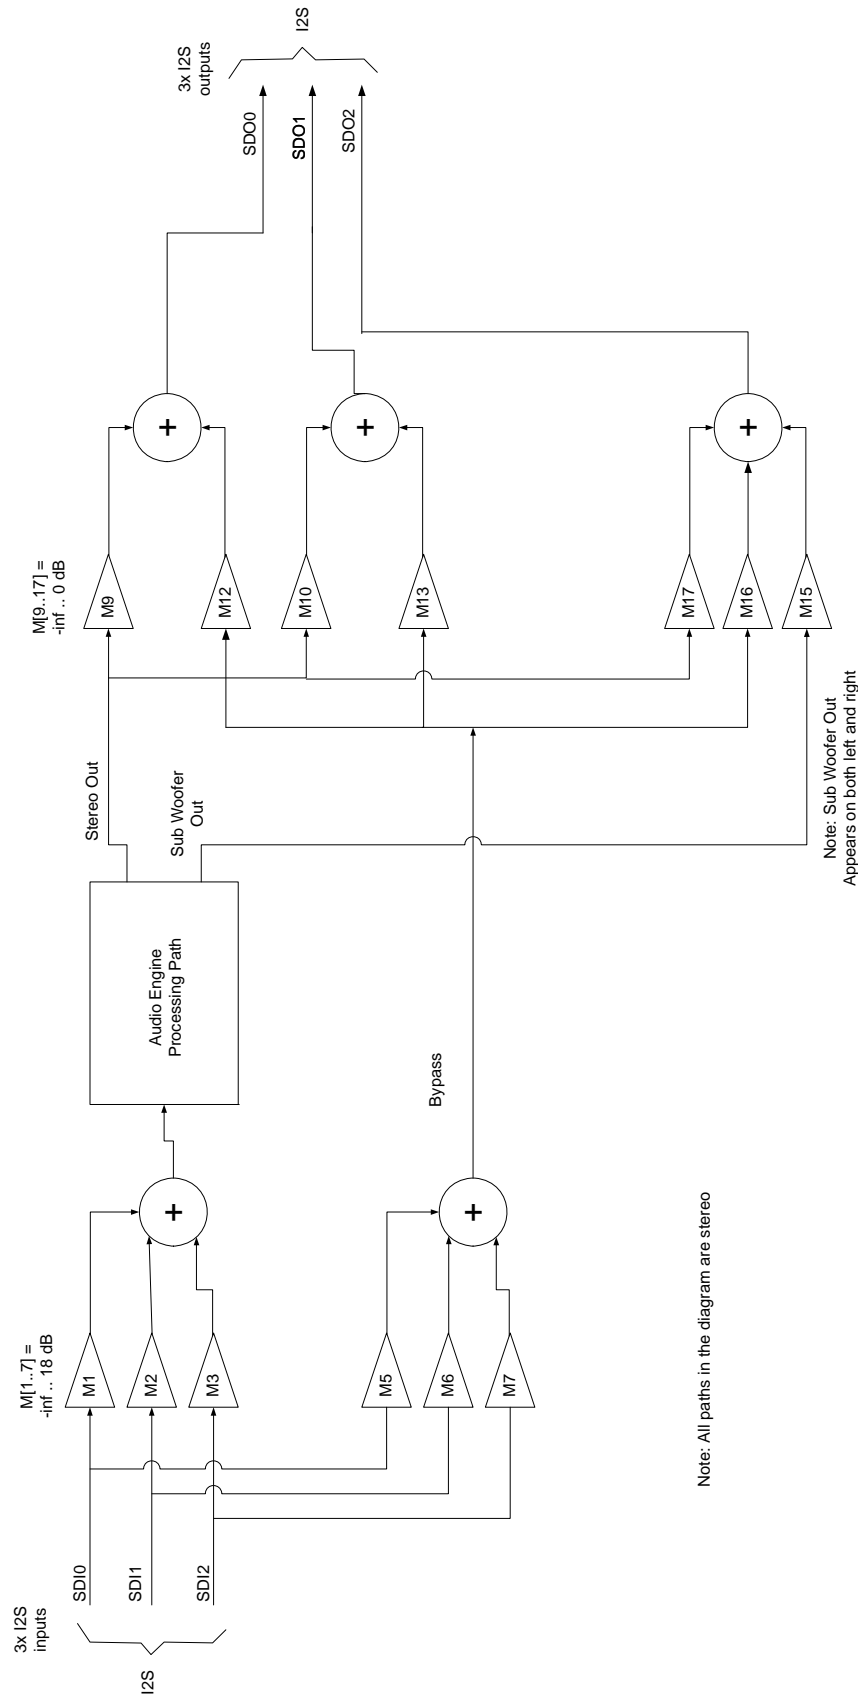 3x I2S
inputs
I2S
SDI0
SDI1
SDI2
M[1..7] =
-inf .. 18 dB
M1
M2
M3
M5
M6
M7
+
+
Audio Engine
Processing Path
Bypass
Stereo Out
Sub Woofer
Out
M[9..17] =
-inf .. 0 dB
M9
M12
M10
M13
M17
M16
M15
+
+
+
SDO0
SDO1
SDO2
3x I2S
outputs
I2S
Note: Sub Woofer Out
Appears on both left and right
Note: All paths in the diagram are stereo